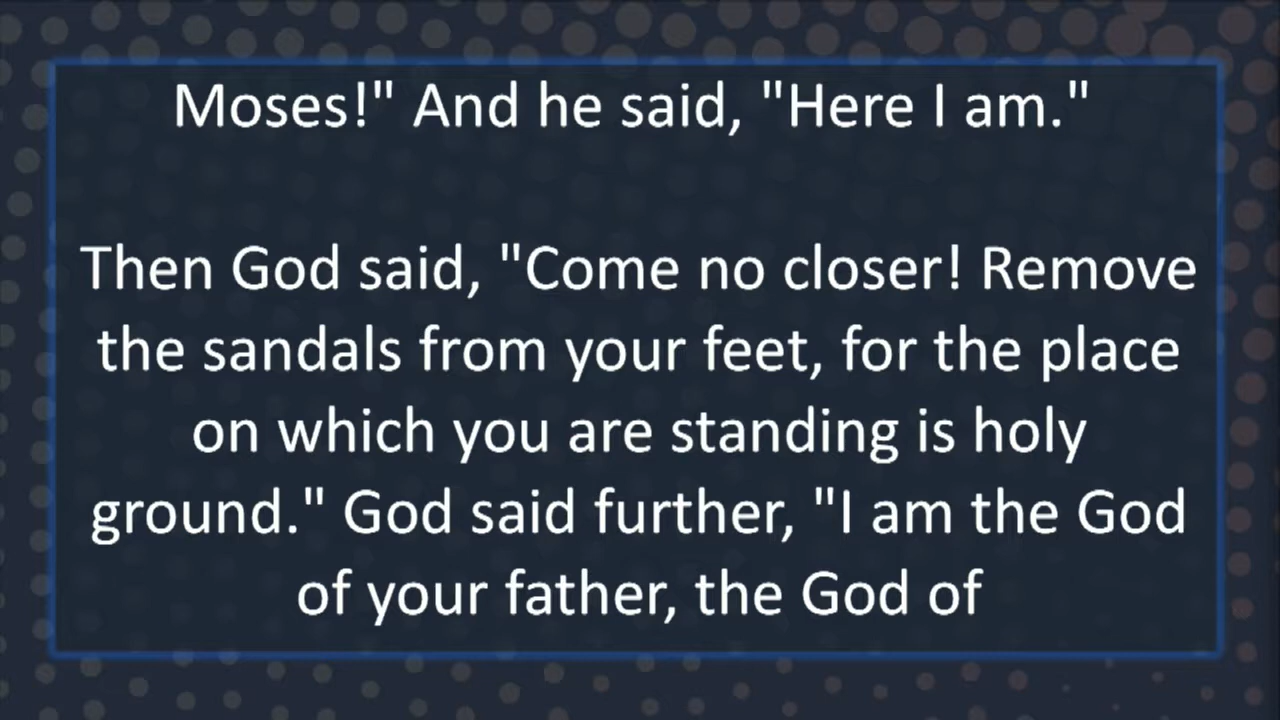 Moses!" And he said, "Here I am."
Then God said, "Come no closer! Remove
the sandals from your feet, for the place
on which you are standing is holy
ground." God said further, "I am the God
of your father, the God of